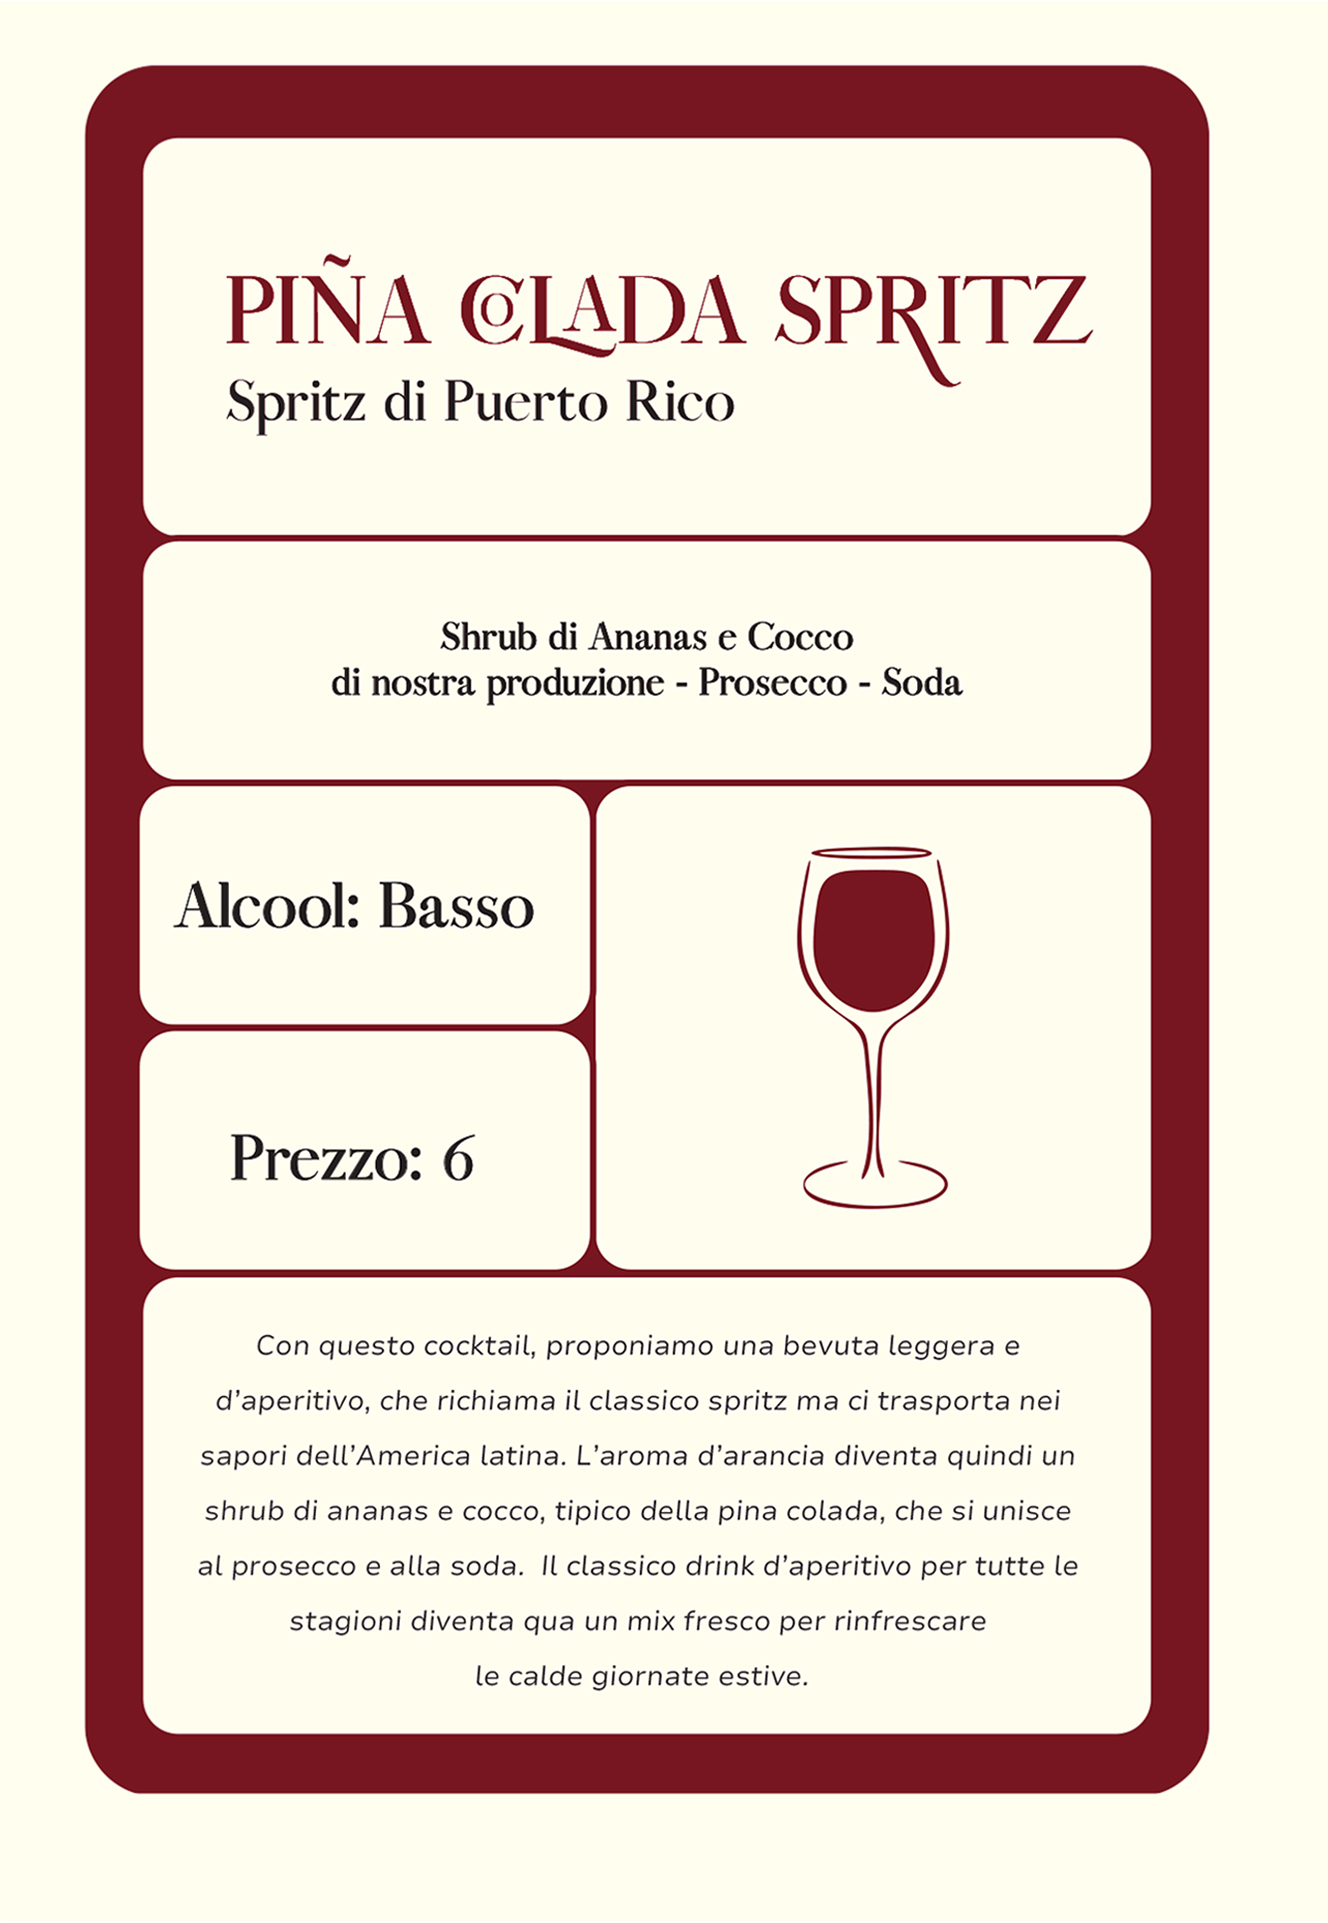 PIÑA COLADA SPRITZ
Spritz di Puerto Rico
Shrub di Ananas e Cocco
di nostra produzione - Prosecco - Soda
Alcool: Basso
Prezzo: 6
Con questo cocktail, proponiamo una bevuta leggera e
d’aperitivo, che richiama il classico spritz ma ci trasporta nei
sapori dell’America latina. L’aroma d’arancia diventa quindi un
shrub di ananas e cocco, tipico della pina colada, che si unisce
al prosecco e alla soda.  Il classico drink d’aperitivo per tutte le
stagioni diventa qua un mix fresco per rinfrescare
le calde giornate estive.